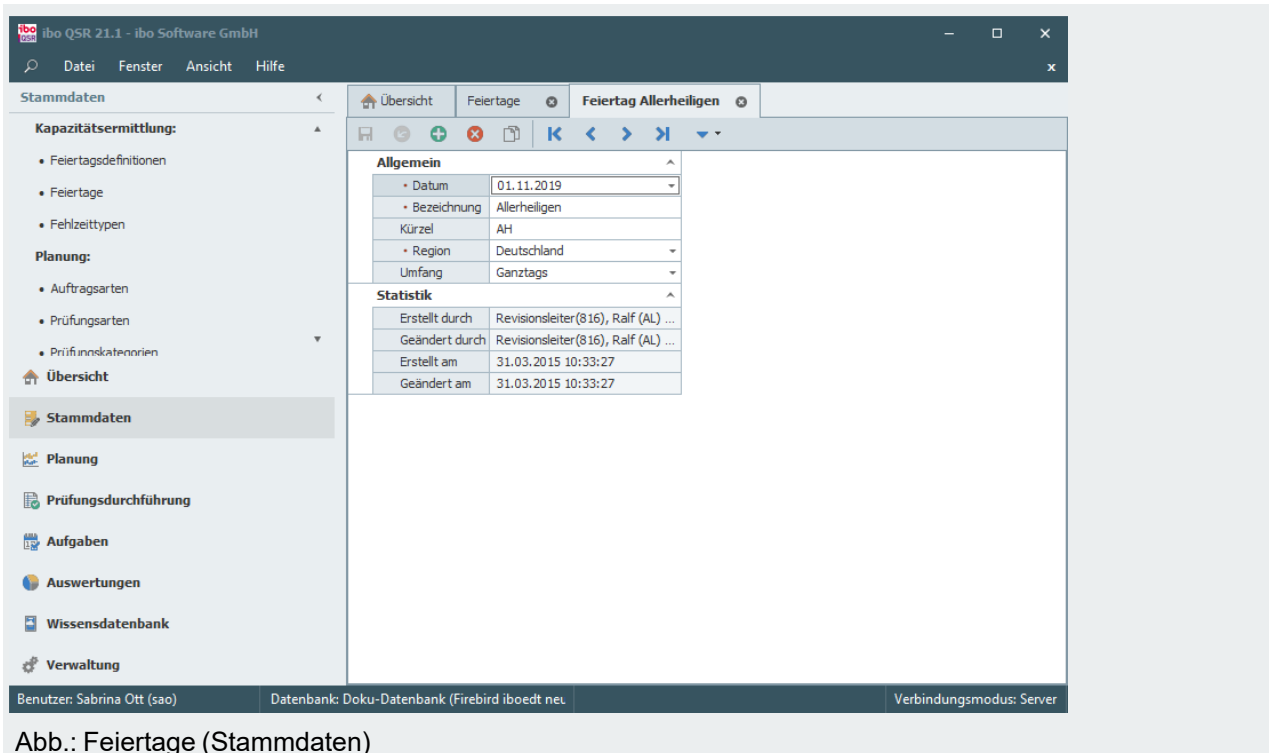 ibo QSR 21.1 - ibo Software GmbH
Datei Fenster Ansicht Hilfe
Stammdaten
Kapazitätsermittlung:
• Feiertagsdefinitionen
• Feiertage
• Fehlzeittypen
Planung:
• Auftragsarten
• Prüfungsarten
• Prüfungskategorien
Übersicht
Stammdaten
Planung
Prüfungsdurchführung
Aufgaben
Auswertungen
Wissensdatenbank
Verwaltung
Übersicht Feiertage Feiertag Allerheiligen
Allgemein
• Datum 01.11.2019
• Bezeichnung Allerheiligen
Kürzel AH
• Region Deutschland
Umfang Ganztags
Statistik
Erstellt durch Revisionsleiter(816), Ralf (AL) ...
Geändert durch Revisionsleiter(816), Ralf (AL) ...
Erstellt am 31.03.2015 10:33:27
Geändert am 31.03.2015 10:33:27
Benutzer: Sabrina Ott (sao) Datenbank: Doku-Datenbank (Firebird iboedt neu Verbindungsmodus: Server
Abb.: Feiertage (Stammdaten)